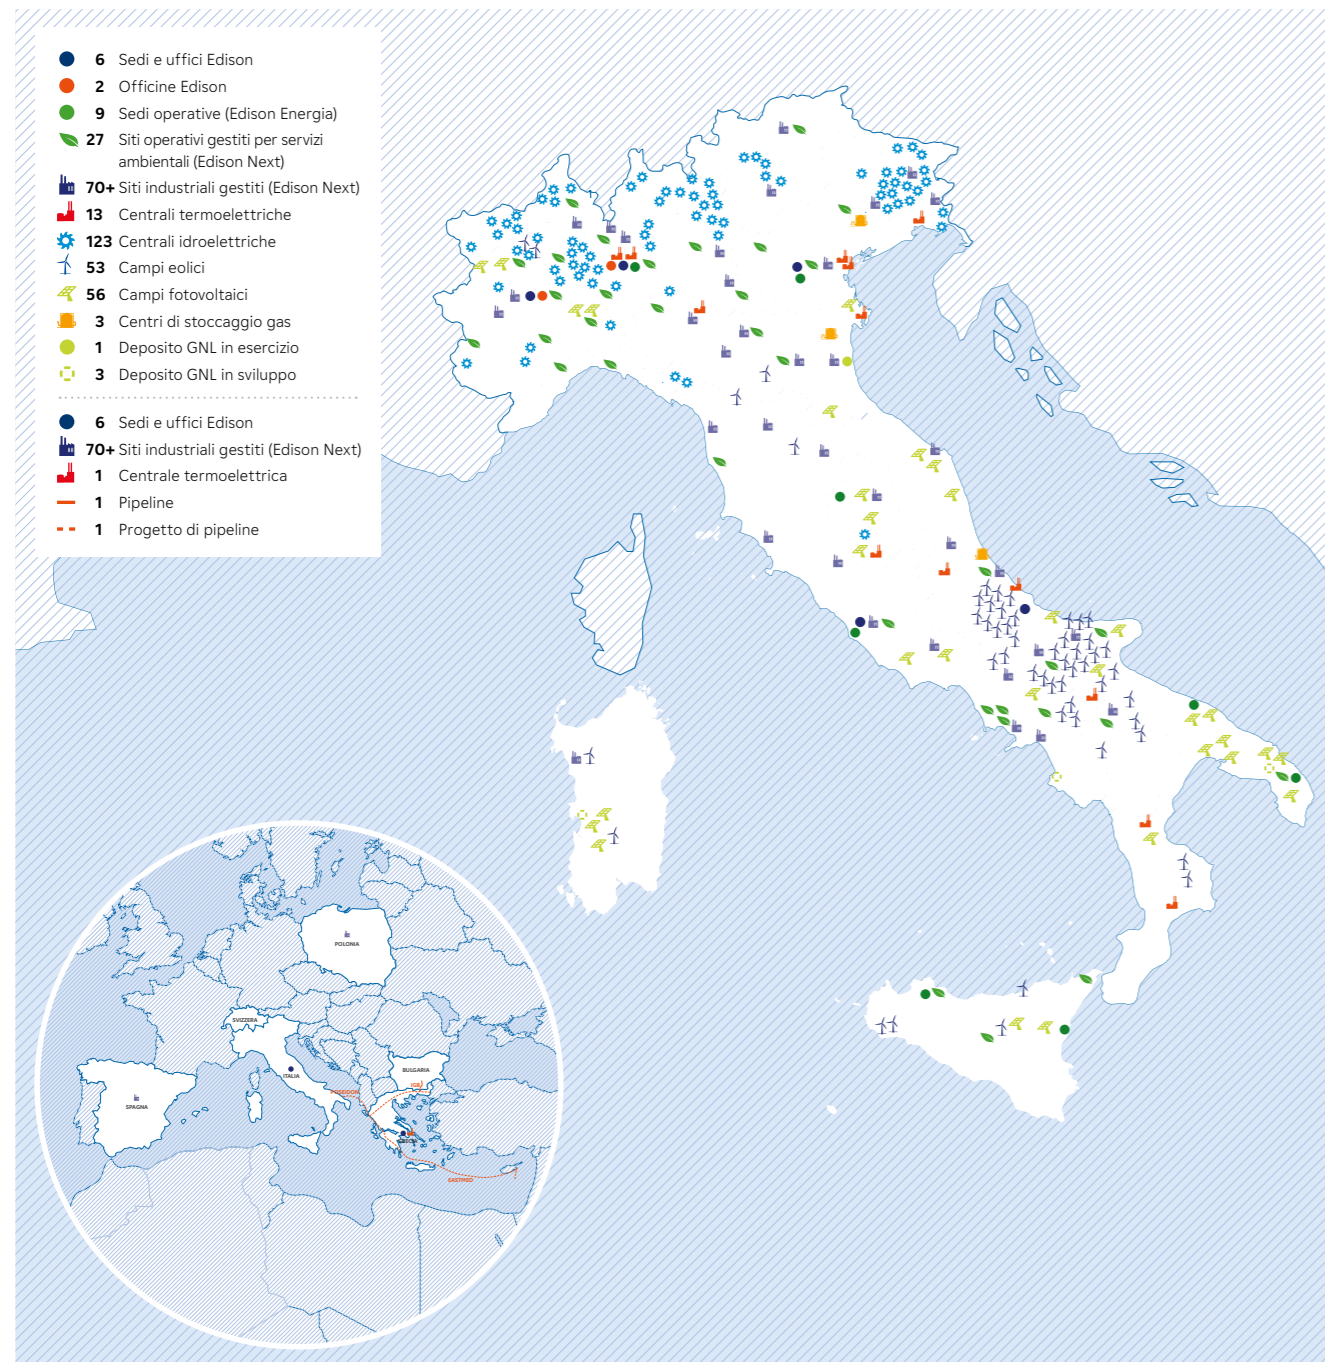 6 Sedi e uffici Edison
2 Officine Edison
9 Sedi operative (Edison Energia)
27 Siti operativi gestiti per servizi
ambientali (Edison Next)
70+ Siti industriali gestiti (Edison Next)
13 Centrali termoelettriche
123 Centrali idroelettriche
53 Campi eolici
56 Campi fotovoltaici
3 Centri di stoccaggio gas
1 Deposito GNL in esercizio
3 Deposito GNL in sviluppo
6 Sedi e uffici Edison
70+ Siti industriali gestiti (Edison Next)
1 Centrale termoelettrica
1 Pipeline
1 Progetto di pipeline
POLONIA
SVIZZERA
ITALIA
BULGARIA
IGB
POSEIDON
SPAGNA
GRECIA
EASTMED